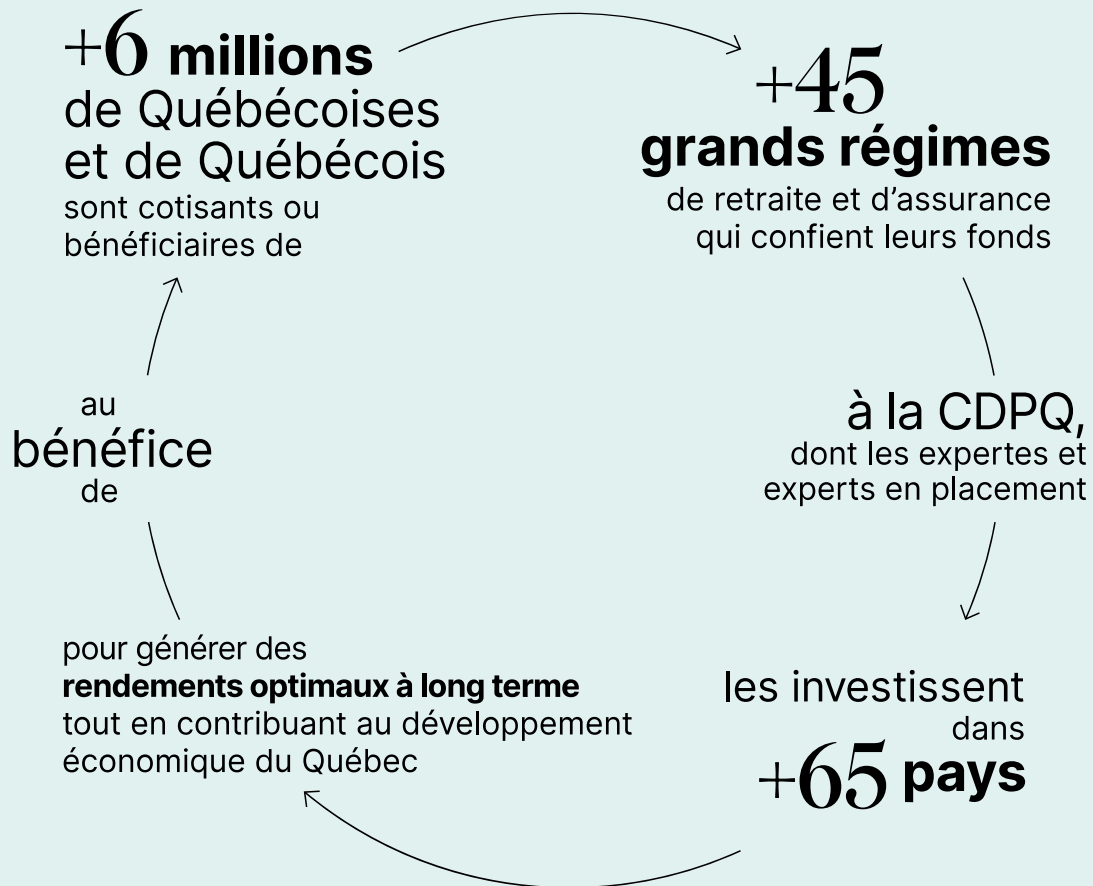 +6 millions
de Québécoises
et de Québécois
sont cotisants ou
bénéficiaires de
+45
grands régimes
de retraite et d’assurance
qui confient leurs fonds
à la CDPQ,
dont les expertes et
experts en placement
les investissent
dans
+65 pays
pour générer des
rendements optimaux à long terme
tout en contribuant au développement
économique du Québec
au
bénéfice
de